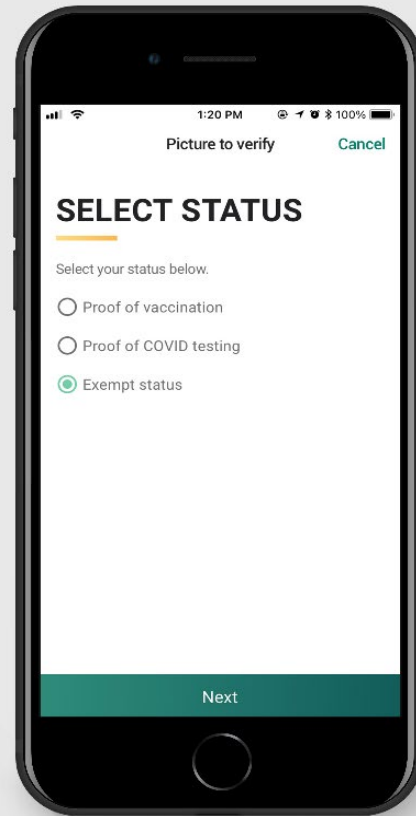 1:20 PM 100%
Picture to verify Cancel
SELECT STATUS
Select your status below.
Proof of vaccination
Proof of COVID testing
Exempt status
Next